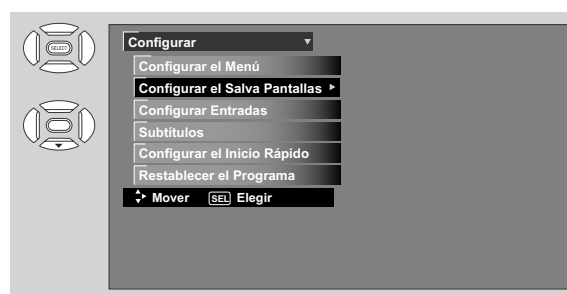 SELECT
Configurar
Configurar el Menú
Configurar el Salva Pantallas
Configurar Entradas
Subtítulos
Configurar el Inicio Rápido
Restablecer el Programa
Mover SEL Elegir